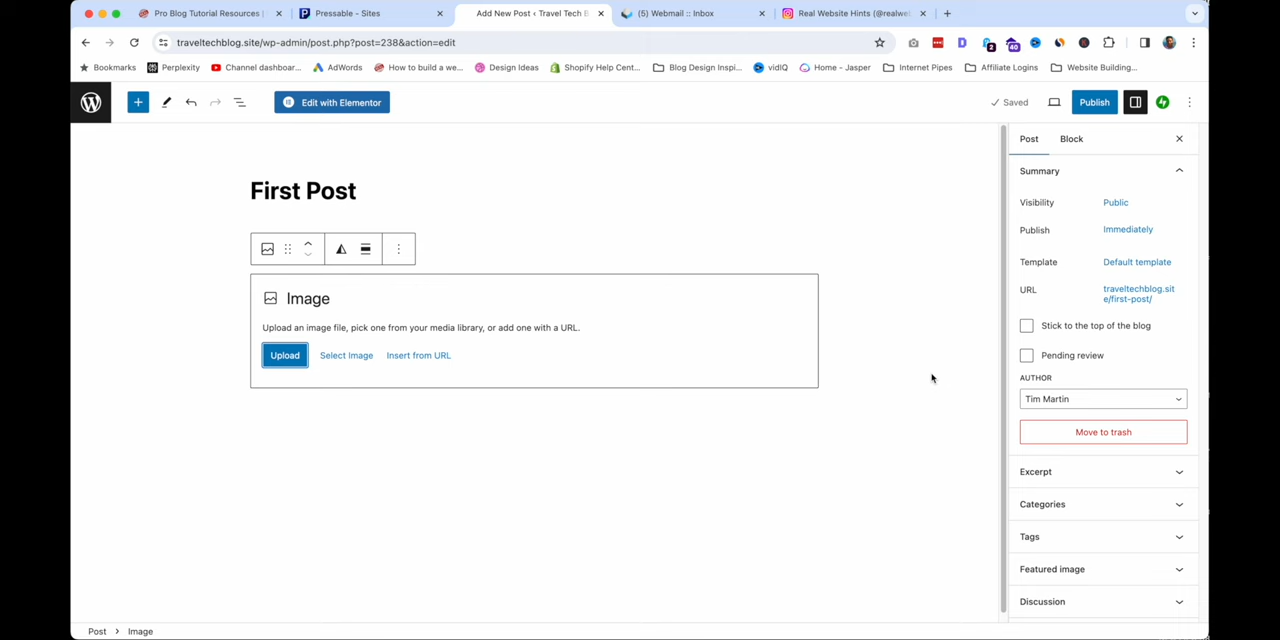 Pro Blog Tutorial Resources |
Pressable - Sites
Add New Post ‹ Travel Tech B
(5) Webmail :: Inbox
Real Website Hints (@realwe
traveltechblog.site/wp-admin/post.php?post=238&action=edit
2
40
Bookmarks
Perplexity
Channel dashboar...
AdWords
How to build a we...
Design Ideas
Shopify Help Cent...
Blog Design Inspi...
vidIQ
Home - Jasper
Internet Pipes
Affiliate Logins
Website Building...
Edit with Elementor
Saved
Publish
Post
Block
First Post
Summary
Visibility
Public
Publish
Immediately
Template
Default template
URL
traveltechblog.sit
e/first-post/
Image
Upload an image file, pick one from your media library, or add one with a URL.
Upload
Select Image
Insert from URL
Stick to the top of the blog
Pending review
AUTHOR
Tim Martin
Move to trash
Excerpt
Categories
Tags
Featured image
Discussion
Post
Image